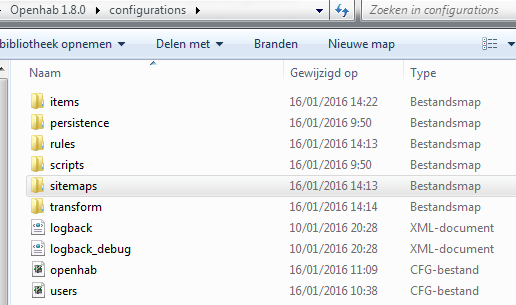 Openhab 1.8.0 ▸ configurations ▸ Zoeken in configurations
bibliotheek opnemen Delen met Branden Nieuwe map
Naam Gewijzigd op Type
items 16/01/2016 14:22 Bestandsmap
persistence 16/01/2016 9:50 Bestandsmap
rules 16/01/2016 14:13 Bestandsmap
scripts 16/01/2016 9:50 Bestandsmap
sitemaps 16/01/2016 14:13 Bestandsmap
transform 16/01/2016 14:14 Bestandsmap
logback 10/01/2016 20:28 XML-document
logback_debug 10/01/2016 20:28 XML-document
openhab 16/01/2016 11:09 CFG-bestand
users 16/01/2016 10:38 CFG-bestand